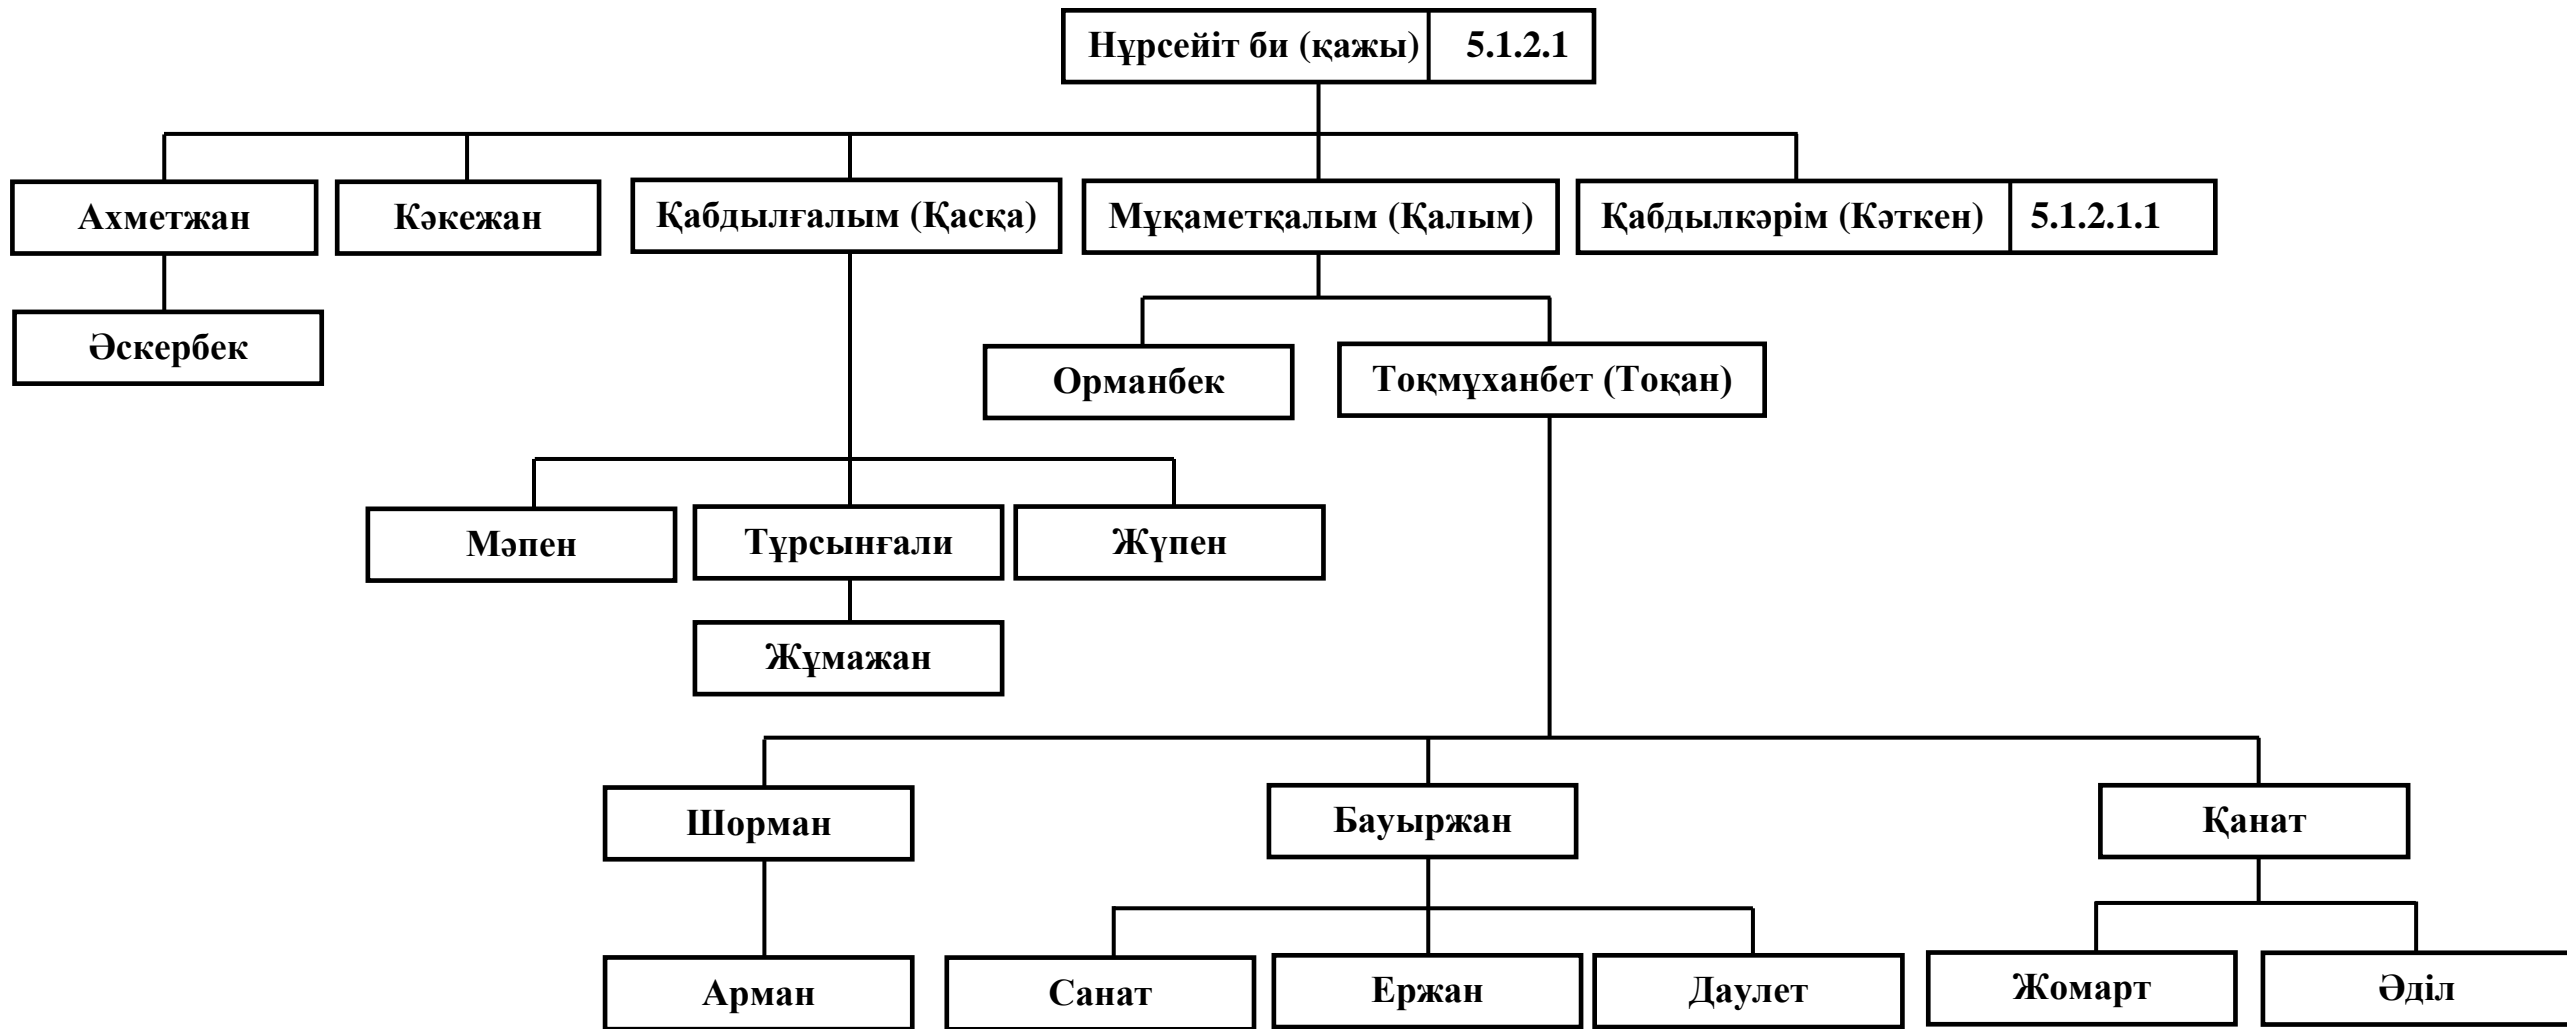 Нұрсейіт би (қажы) 5.1.2.1
Ахметжан
Кәкежан
Қабдылғалым (Қасқа)
Мұқаметқалым (Қалым)
Қабдылкәрім (Кәткен) 5.1.2.1.1
Әскербек
Орманбек
Тоқмұханбет (Тоқан)
Мәпен
Тұрсынғали
Жүпен
Жұмажан
Шорман
Бауыржан
Қанат
Арман
Санат
Ержан
Даулет
Жомарт
Әділ